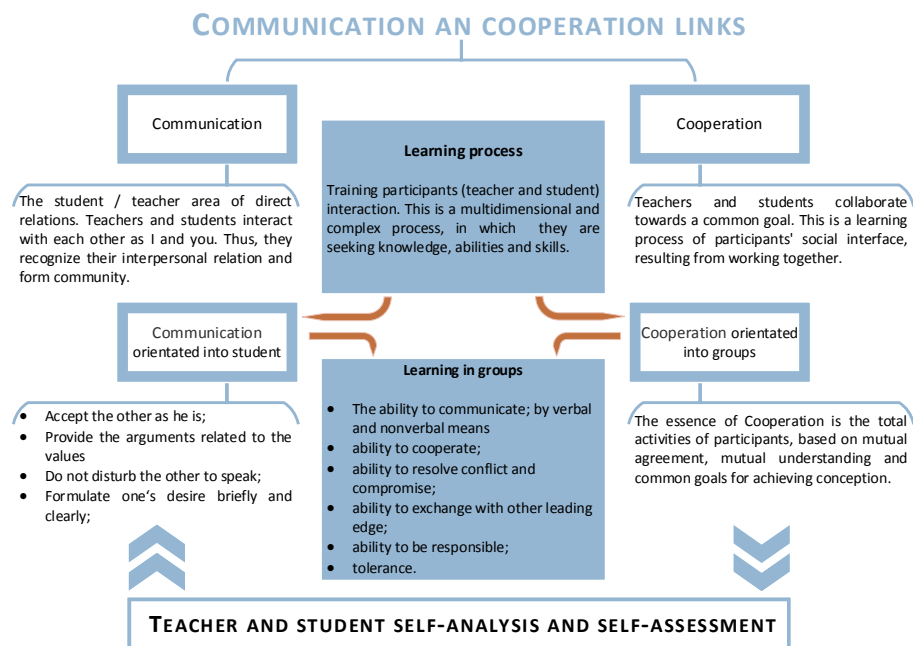 COMMUNICATION AN COOPERATION LINKS
Communication
The student / teacher area of direct
relations. Teachers and students interact
with each other as I and you. Thus, they
recognize their interpersonal relation and
form community.
Learning process
Training participants (teacher and student)
interaction. This is a multidimensional and
complex process, in which they are
seeking knowledge, abilities and skills.
Cooperation
Teachers and students collaborate
towards a common goal. This is a learning
process of participants' social interface,
resulting from working together.
Communication
orientated into student
• Accept the other as he is;
• Provide the arguments related to the
values
• Do not disturb the other to speak;
• Formulate one‘s desire briefly and
clearly;
Learning in groups
• The ability to communicate; by verbal
and nonverbal means
• ability to cooperate;
• ability to resolve conflict and
compromise;
• ability to exchange with other leading
edge;
• ability to be responsible;
• tolerance.
Cooperation orientated
into groups
The essence of Cooperation is the total
activities of participants, based on mutual
agreement, mutual understanding and
common goals for achieving conception.
TEACHER AND STUDENT SELF-ANALYSIS AND SELF-ASSESSMENT